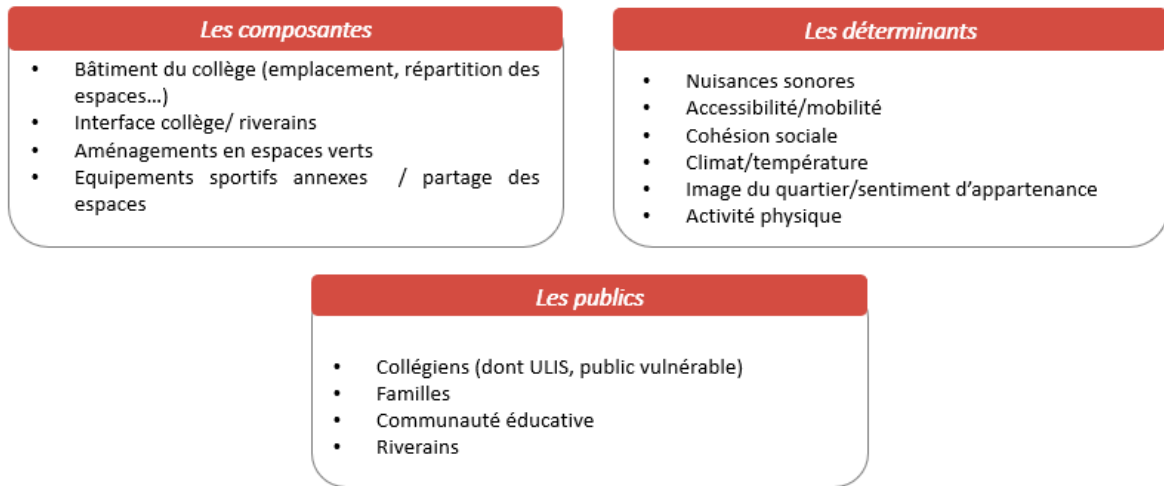 Les composantes
• Bâtiment du collège (emplacement, répartition des
espaces…)
• Interface collège/ riverains
• Aménagements en espaces verts
• Equipements sportifs annexes / partage des
espaces
Les déterminants
• Nuisances sonores
• Accessibilité/mobilité
• Cohésion sociale
• Climat/température
• Image du quartier/sentiment d’appartenance
• Activité physique
Les publics
• Collégiens (dont ULIS, public vulnérable)
• Familles
• Communauté éducative
• Riverains